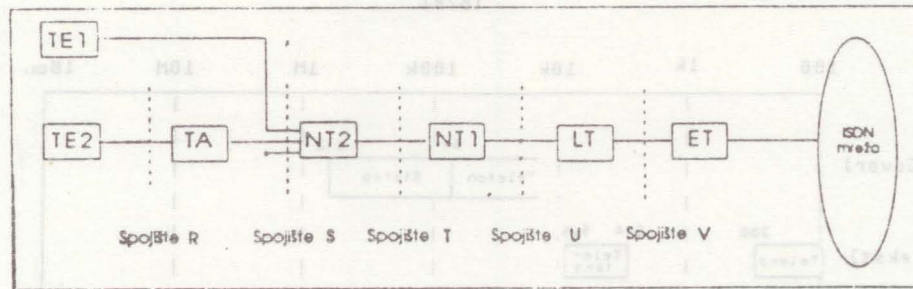 TE1
TE2 TA NT2 NT1 LT ET ISDN
mreža
Spojište R Spojište S Spojište T Spojište U Spojište V